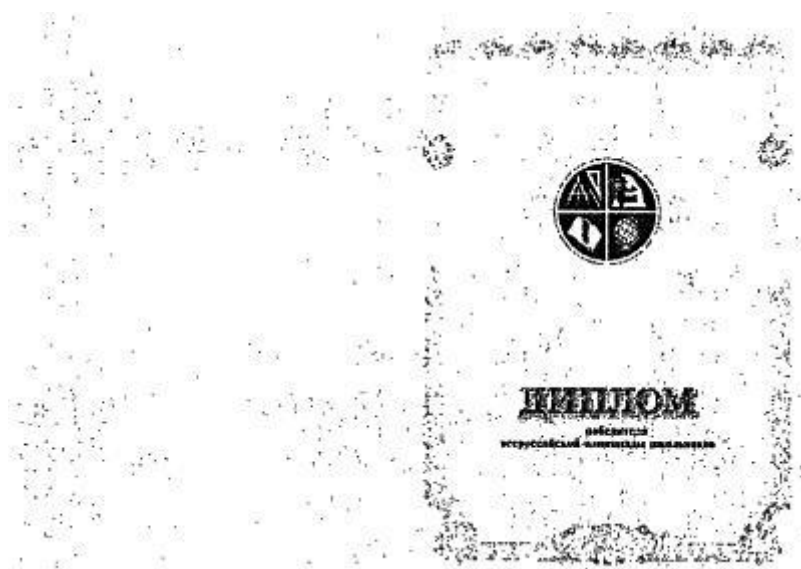 ДИПЛОМ
победителя
всероссийской олимпиады школьников